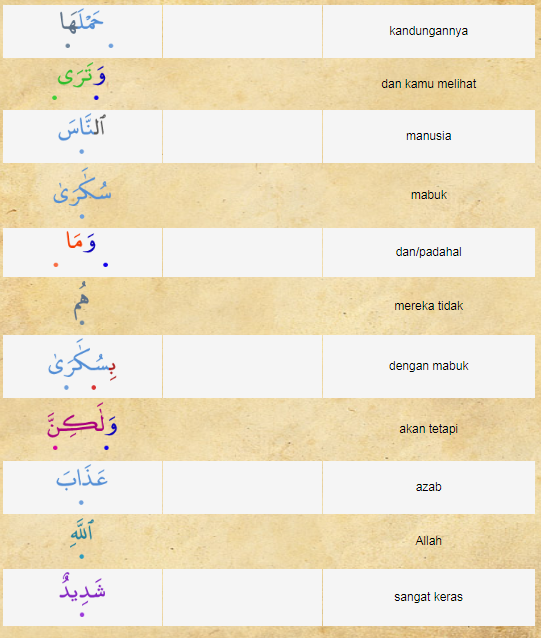 حَمْلَهَا kandungannya
وَتَرَى dan kamu melihat
ٱلنَّاسَ manusia
سُكَٰرَىٰ mabuk
وَمَا dan/padahal
هُم mereka tidak
بِسُكَٰرَىٰ dengan mabuk
وَلَٰكِنَّ akan tetapi
عَذَابَ azab
ٱللَّهِ Allah
شَدِيدٌ sangat keras